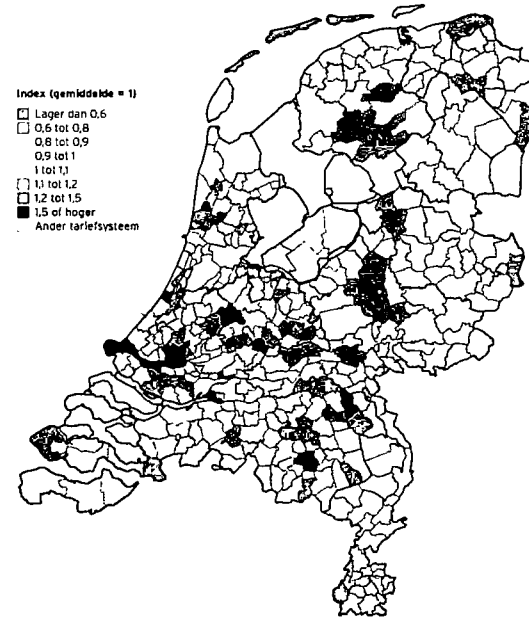 Index (gemiddelde = 1)
Lager dan 0,6
0,6 tot 0,8
0,8 tot 0,9
0,9 tot 1
1 tot 1,1
1,1 tot 1,2
1,2 tot 1,5
1,5 of hoger
Ander tariefsysteem